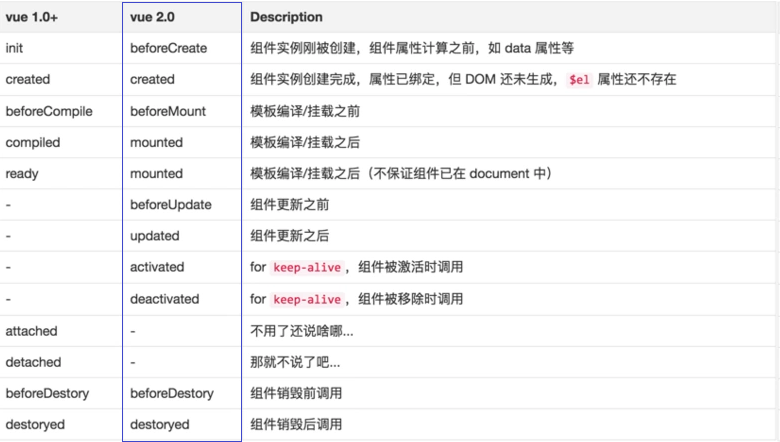 vue 1.0+ vue 2.0 Description
init beforeCreate 组件实例刚被创建，组件属性计算之前，如 data 属性等
created created 组件实例创建完成，属性已绑定，但 DOM 还未生成，$el 属性还不存在
beforeCompile beforeMount 模板编译/挂载之前
compiled mounted 模板编译/挂载之后
ready mounted 模板编译/挂载之后（不保证组件已在 document 中）
- beforeUpdate 组件更新之前
- updated 组件更新之后
- activated for keep-alive，组件被激活时调用
- deactivated for keep-alive，组件被移除时调用
attached - 不用了还说啥哪...
detached - 那就不说了吧...
beforeDestory beforeDestory 组件销毁前调用
destoryed destoryed 组件销毁后调用